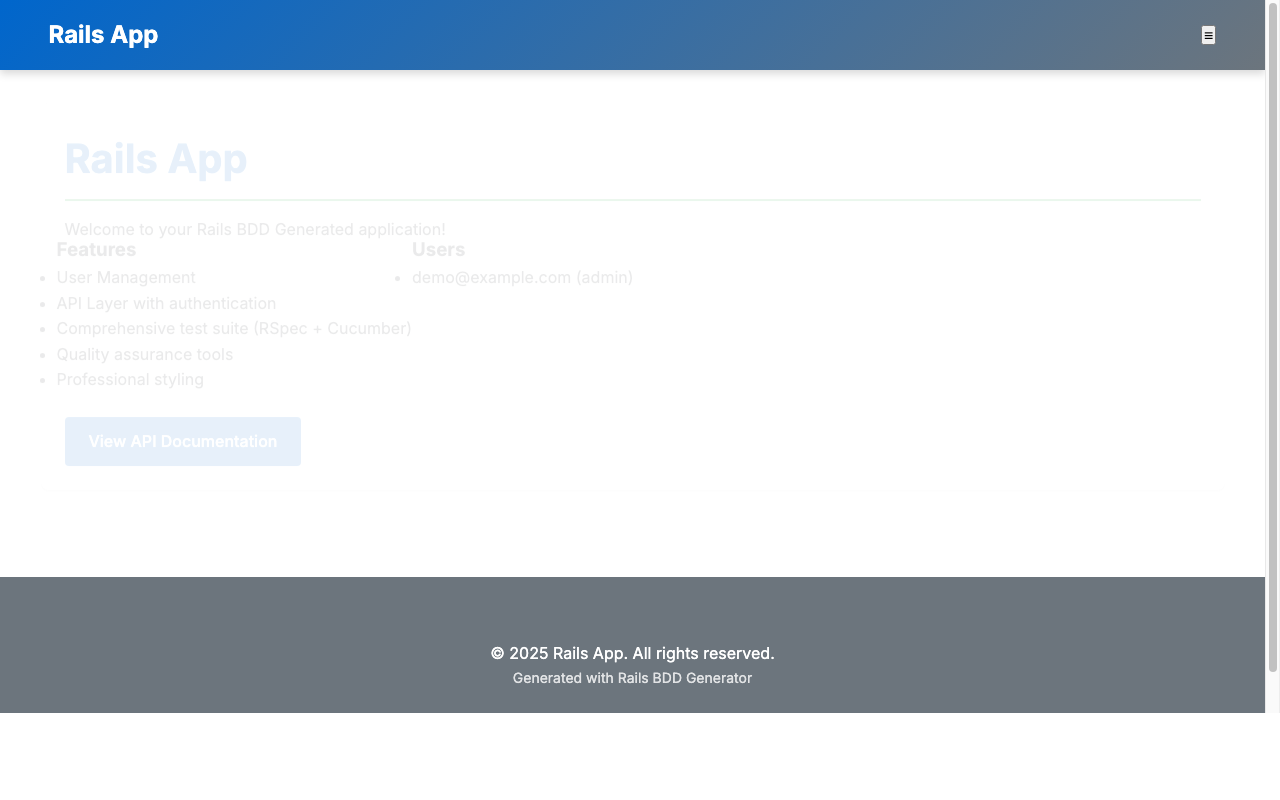 Rails App
≡
Rails App
Welcome to your Rails BDD Generated application!
Features
• User Management
• API Layer with authentication
• Comprehensive test suite (RSpec + Cucumber)
• Quality assurance tools
• Professional styling
Users
• demo@example.com (admin)
View API Documentation
© 2025 Rails App. All rights reserved.
Generated with Rails BDD Generator